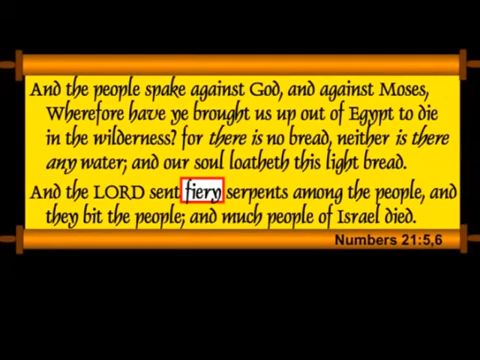 And the people spake against God, and against Moses,
Wherefore have ye brought us up out of Egypt to die
in the wilderness? for there is no bread, neither is there
any water; and our soul loatheth this light bread.
And the LORD sent fiery serpents among the people, and
they bit the people; and much people of Israel died.
Numbers 21:5,6